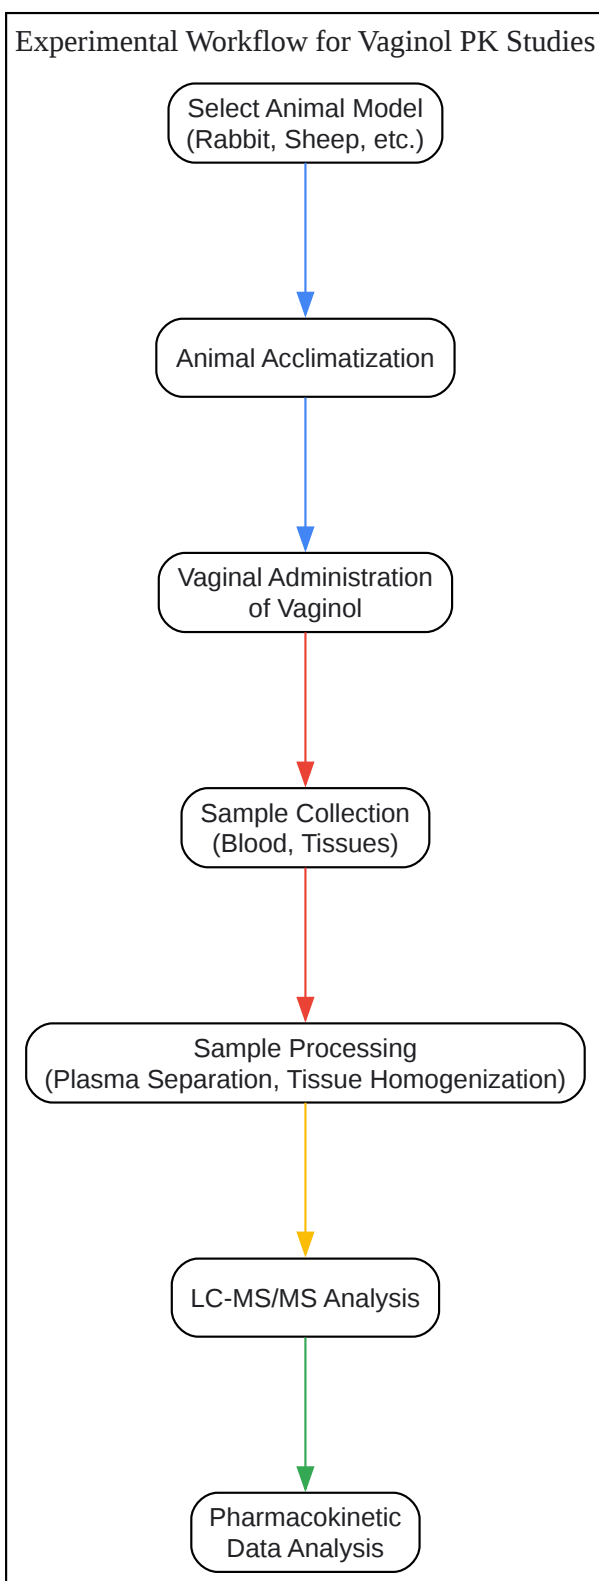 Experimental Workflow for Vaginol PK Studies
Select Animal Model
(Rabbit, Sheep, etc.)
Animal Acclimatization
Vaginal Administration
of Vaginol
Sample Collection
(Blood, Tissues)
Sample Processing
(Plasma Separation, Tissue Homogenization)
LC-MS/MS Analysis
Pharmacokinetic
Data Analysis